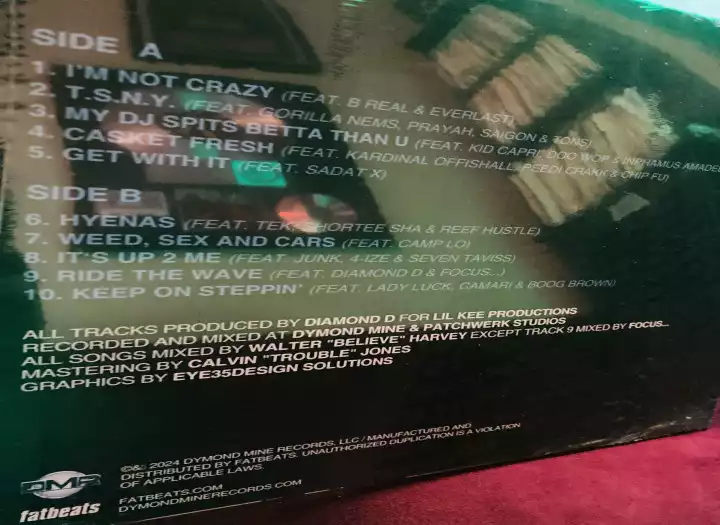 SIDE A
1. I'M NOT CRAZY (FEAT. B REAL & EVERLAST)
2. T.S.N.Y. (FEAT. GORILLA NEMS, PRAYAH, SAIGON & TONS)
3. MY DJ SPITS BETTA THAN U (FEAT. KID CAPRI, DOO WOP & INPHAMUS AMADEUZ
4. CASKET FRESH (FEAT. KARDINAL OFFISHALL, PEEDI CRAKK & CHIP FU)
5. GET WITH IT (FEAT. SADAT X)
SIDE B
6. HYENAS (FEAT. TEK, SHORTEE SHA & REEF HUSTLE)
7. WEED, SEX AND CARS (FEAT. CAMP LO)
8. IT'S UP 2 ME (FEAT. JUNK, 4-IZE & SEVEN TAVISS)
9. RIDE THE WAVE (FEAT. DIAMOND D & FOCUS...)
10. KEEP ON STEPPIN' (FEAT. LADY LUCK, CAMARI & BOOG BROWN)
ALL TRACKS PRODUCED BY DIAMOND D FOR LIL KEE PRODUCTIONS
RECORDED AND MIXED AT DYMOND MINE & PATCHWERK STUDIOS
ALL SONGS MIXED BY WALTER "BELIEVE" HARVEY EXCEPT TRACK 9 MIXED BY FOCUS...
MASTERING BY CALVIN "TROUBLE" JONES
GRAPHICS BY EYE35DESIGN SOLUTIONS
©&℗ 2024 DYMOND MINE RECORDS, LLC / MANUFACTURED AND
DISTRIBUTED BY FATBEATS. UNAUTHORIZED DUPLICATION IS A VIOLATION
OF APPLICABLE LAWS.
FATBEATS.COM
DYMONDMINERECORDS.COM
DMR
fatbeats